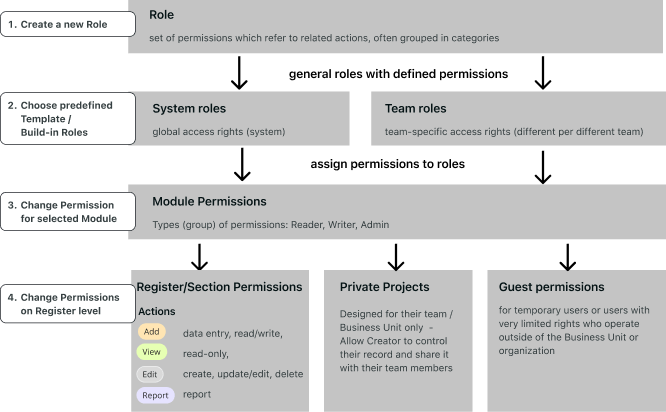 1. Create a new Role
Role
set of permissions which refer to related actions, often grouped in categories
general roles with defined permissions
2. Choose predefined
Template /
Build-in Roles
System roles
global access rights (system)
Team roles
team-specific access rights (different per different team)
assign permissions to roles
3. Change Permission
for selected Module
Module Permissions
Types (group) of permissions: Reader, Writer, Admin
4. Change Permissions
on Register level
Register/Section Permissions
Actions
Add data entry, read/write,
View read-only,
Edit create, update/edit, delete
Report report
Private Projects
Designed for their team /
Business Unit only -
Allow Creator to control
their record and share it
with their team members
Guest permissions
for temporary users or users with
very limited rights who operate
outside of the Business Unit or
organization